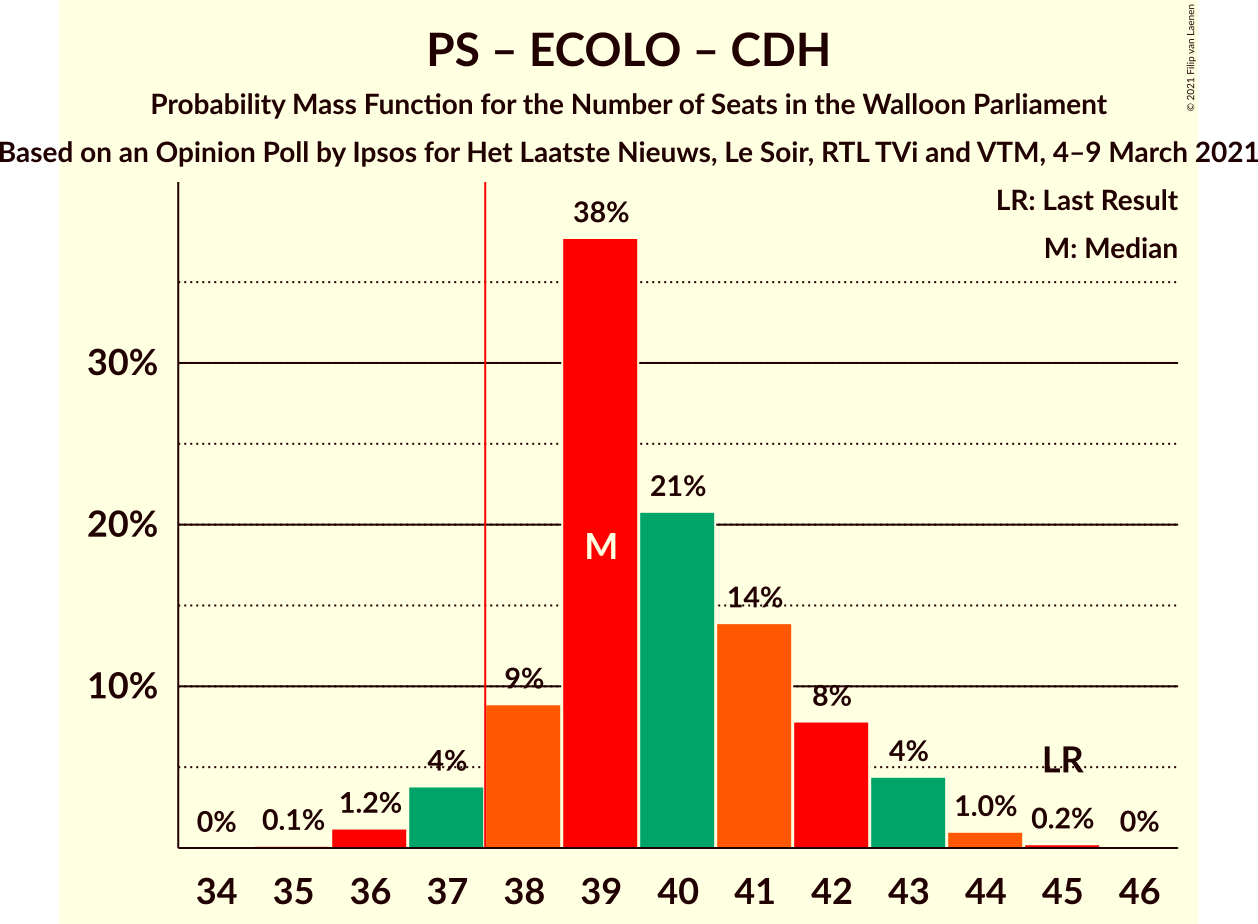 PS – ECOLO – CDH
Probability Mass Function for the Number of Seats in the Walloon Parliament
Based on an Opinion Poll by Ipsos for Het Laatste Nieuws, Le Soir, RTL TVi and VTM, 4–9 March 2021
© 2021 Filip van Laenen
LR: Last Result
M: Median
38%
30%
21%
20%
M
14%
10%
9%
8%
4%
4%
LR
0%
0.1%
1.2%
1.0%
0.2%
0%
34 35 36 37 38 39 40 41 42 43 44 45 46